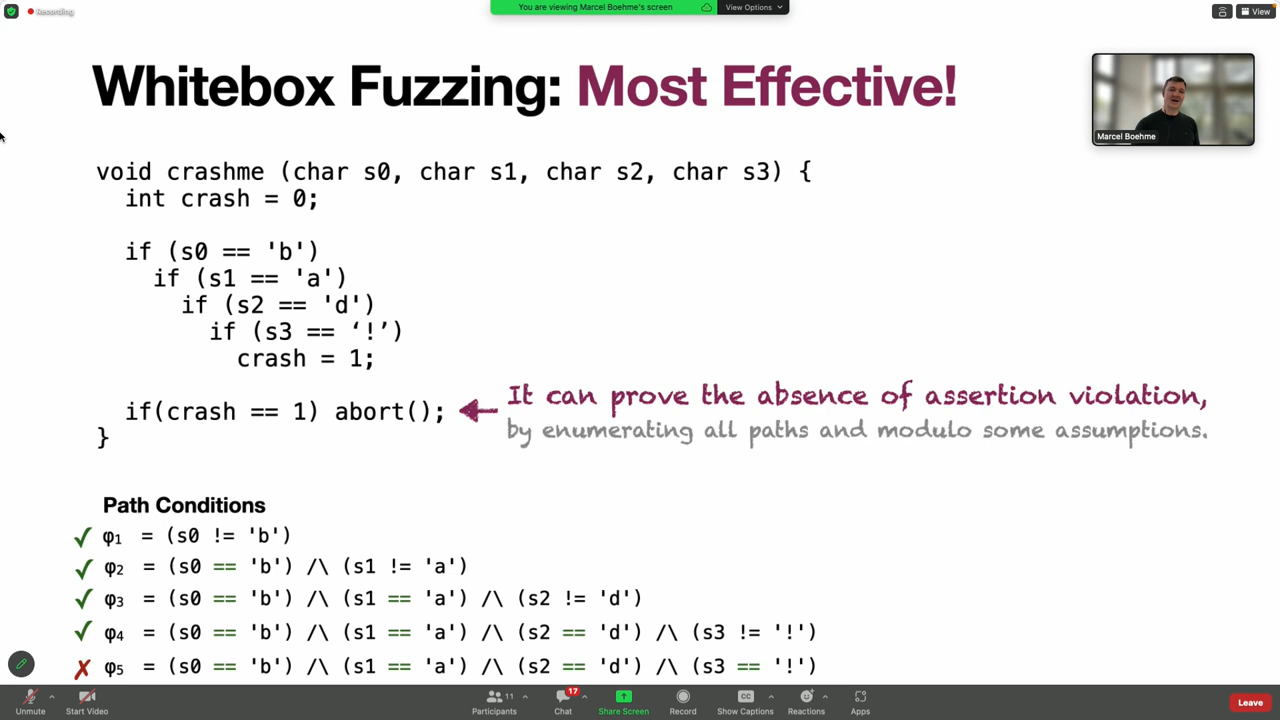 Recording
You are viewing Marcel Boehme's screen
View Options
View
Whitebox Fuzzing: Most Effective!
Marcel Boehme
void crashme (char s0, char s1, char s2, char s3) {
int crash = 0;
if (s0 == 'b')
if (s1 == 'a')
if (s2 == 'd')
if (s3 == ‘!’)
crash = 1;
if(crash == 1) abort();
}
It can prove the absence of assertion violation,
by enumerating all paths and modulo some assumptions.
Path Conditions
✓ φ₁ = (s0 != 'b')
✓ φ₂ = (s0 == 'b') /\ (s1 != 'a')
✓ φ₃ = (s0 == 'b') /\ (s1 == 'a') /\ (s2 != 'd')
✓ φ₄ = (s0 == 'b') /\ (s1 == 'a') /\ (s2 == 'd') /\ (s3 != '!')
✗ φ₅ = (s0 == 'b') /\ (s1 == 'a') /\ (s2 == 'd') /\ (s3 == '!')
11
17
CC
Unmute
Start Video
Participants
Chat
Share Screen
Record
Show Captions
Reactions
Apps
Leave